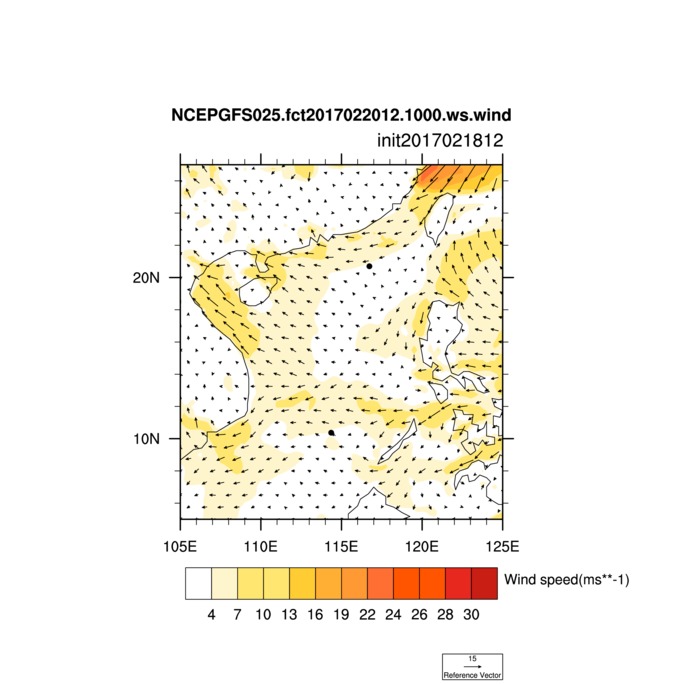 NCEPGFS025.fct2017022012.1000.ws.wind
init2017021812
20N
10N
105E 110E 115E 120E 125E
Wind speed(ms**-1)
4 7 10 13 16 19 22 24 26 28 30
15
Reference Vector